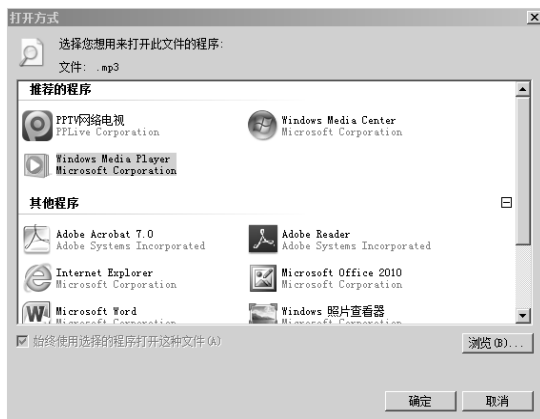 打开方式
选择您想用来打开此文件的程序:
文件: .mp3
推荐的程序
PPTV网络电视
PPLive Corporation
Windows Media Center
Microsoft Corporation
Windows Media Player
Microsoft Corporation
其他程序
Adobe Acrobat 7.0
Adobe Systems Incorporated
Adobe Reader
Adobe Systems Incorporated
Internet Explorer
Microsoft Corporation
Microsoft Office 2010
Microsoft Corporation
Microsoft Word
Microsoft Corporation
Windows 照片查看器
Microsoft Corporation
始终使用选择的程序打开这种文件(A)
浏览(B)...
确定
取消